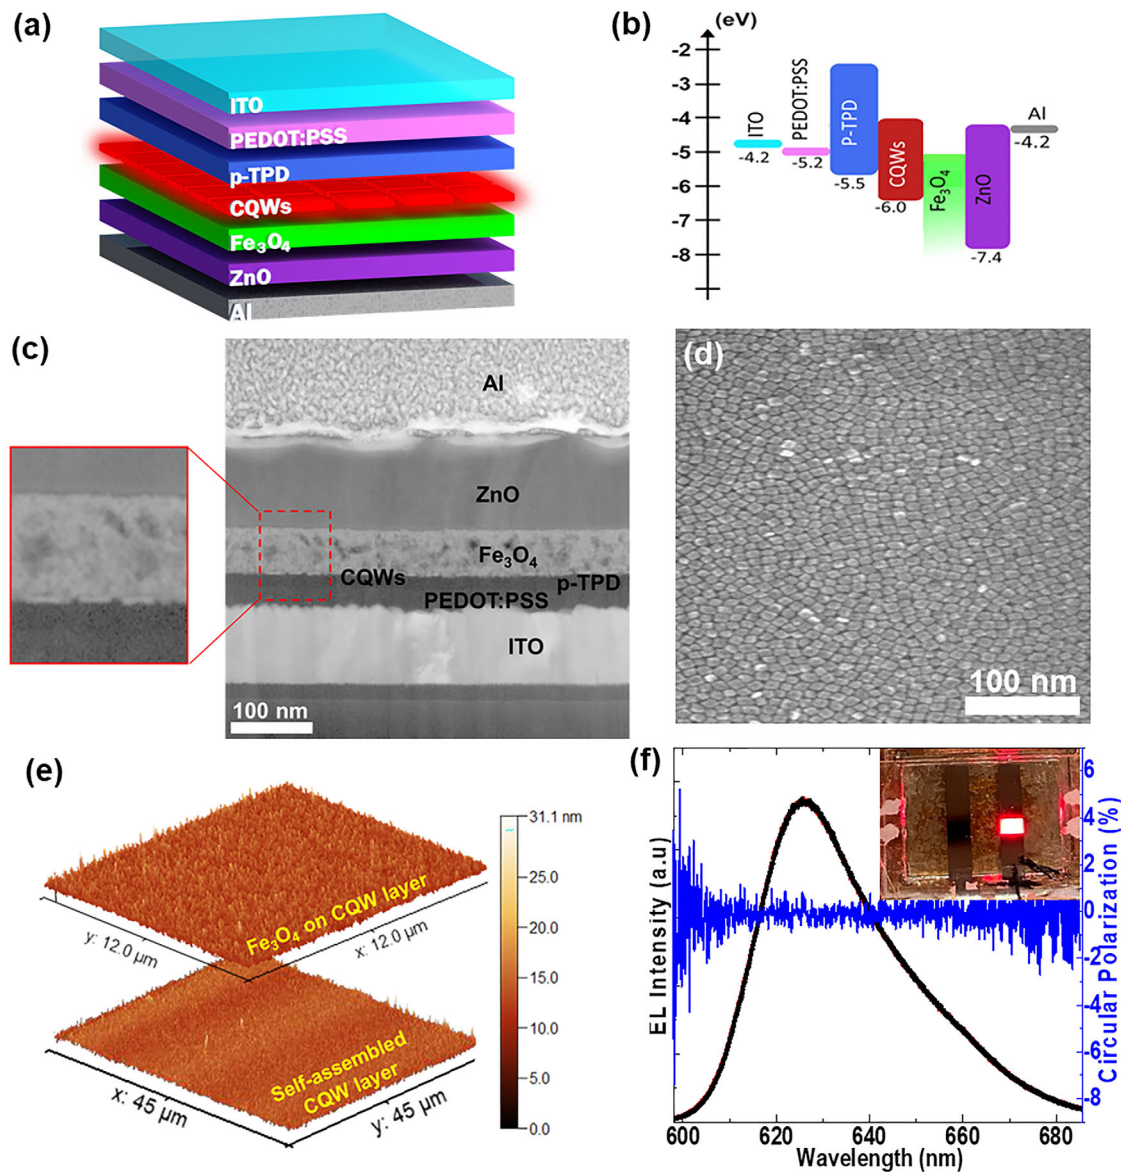 (a)
ITO
PEDOT:PSS
p-TPD
CQWs
Fe₃O₄
ZnO
Al
(b)
(eV)
-2
-3
-4
-5
-6
-7
-8
ITO
-4.2
PEDOT:PSS
-5.2
P-TPD
-5.5
CQWs
-6.0
Fe₃O₄
ZnO
-7.4
Al
-4.2
(c)
Al
ZnO
Fe₃O₄
CQWs
p-TPD
PEDOT:PSS
ITO
100 nm
(d)
100 nm
(e)
Fe₃O₄ on CQW layer
y: 12.0 µm
x: 12.0 µm
Self-assembled
CQW layer
x: 45 µm
y: 45 µm
31.1 nm
25.0
20.0
15.0
10.0
5.0
0.0
(f)
EL Intensity (a.u)
600
620
640
660
680
Wavelength (nm)
6
4
2
0
-2
-4
-6
-8
Circular Polarization (%)